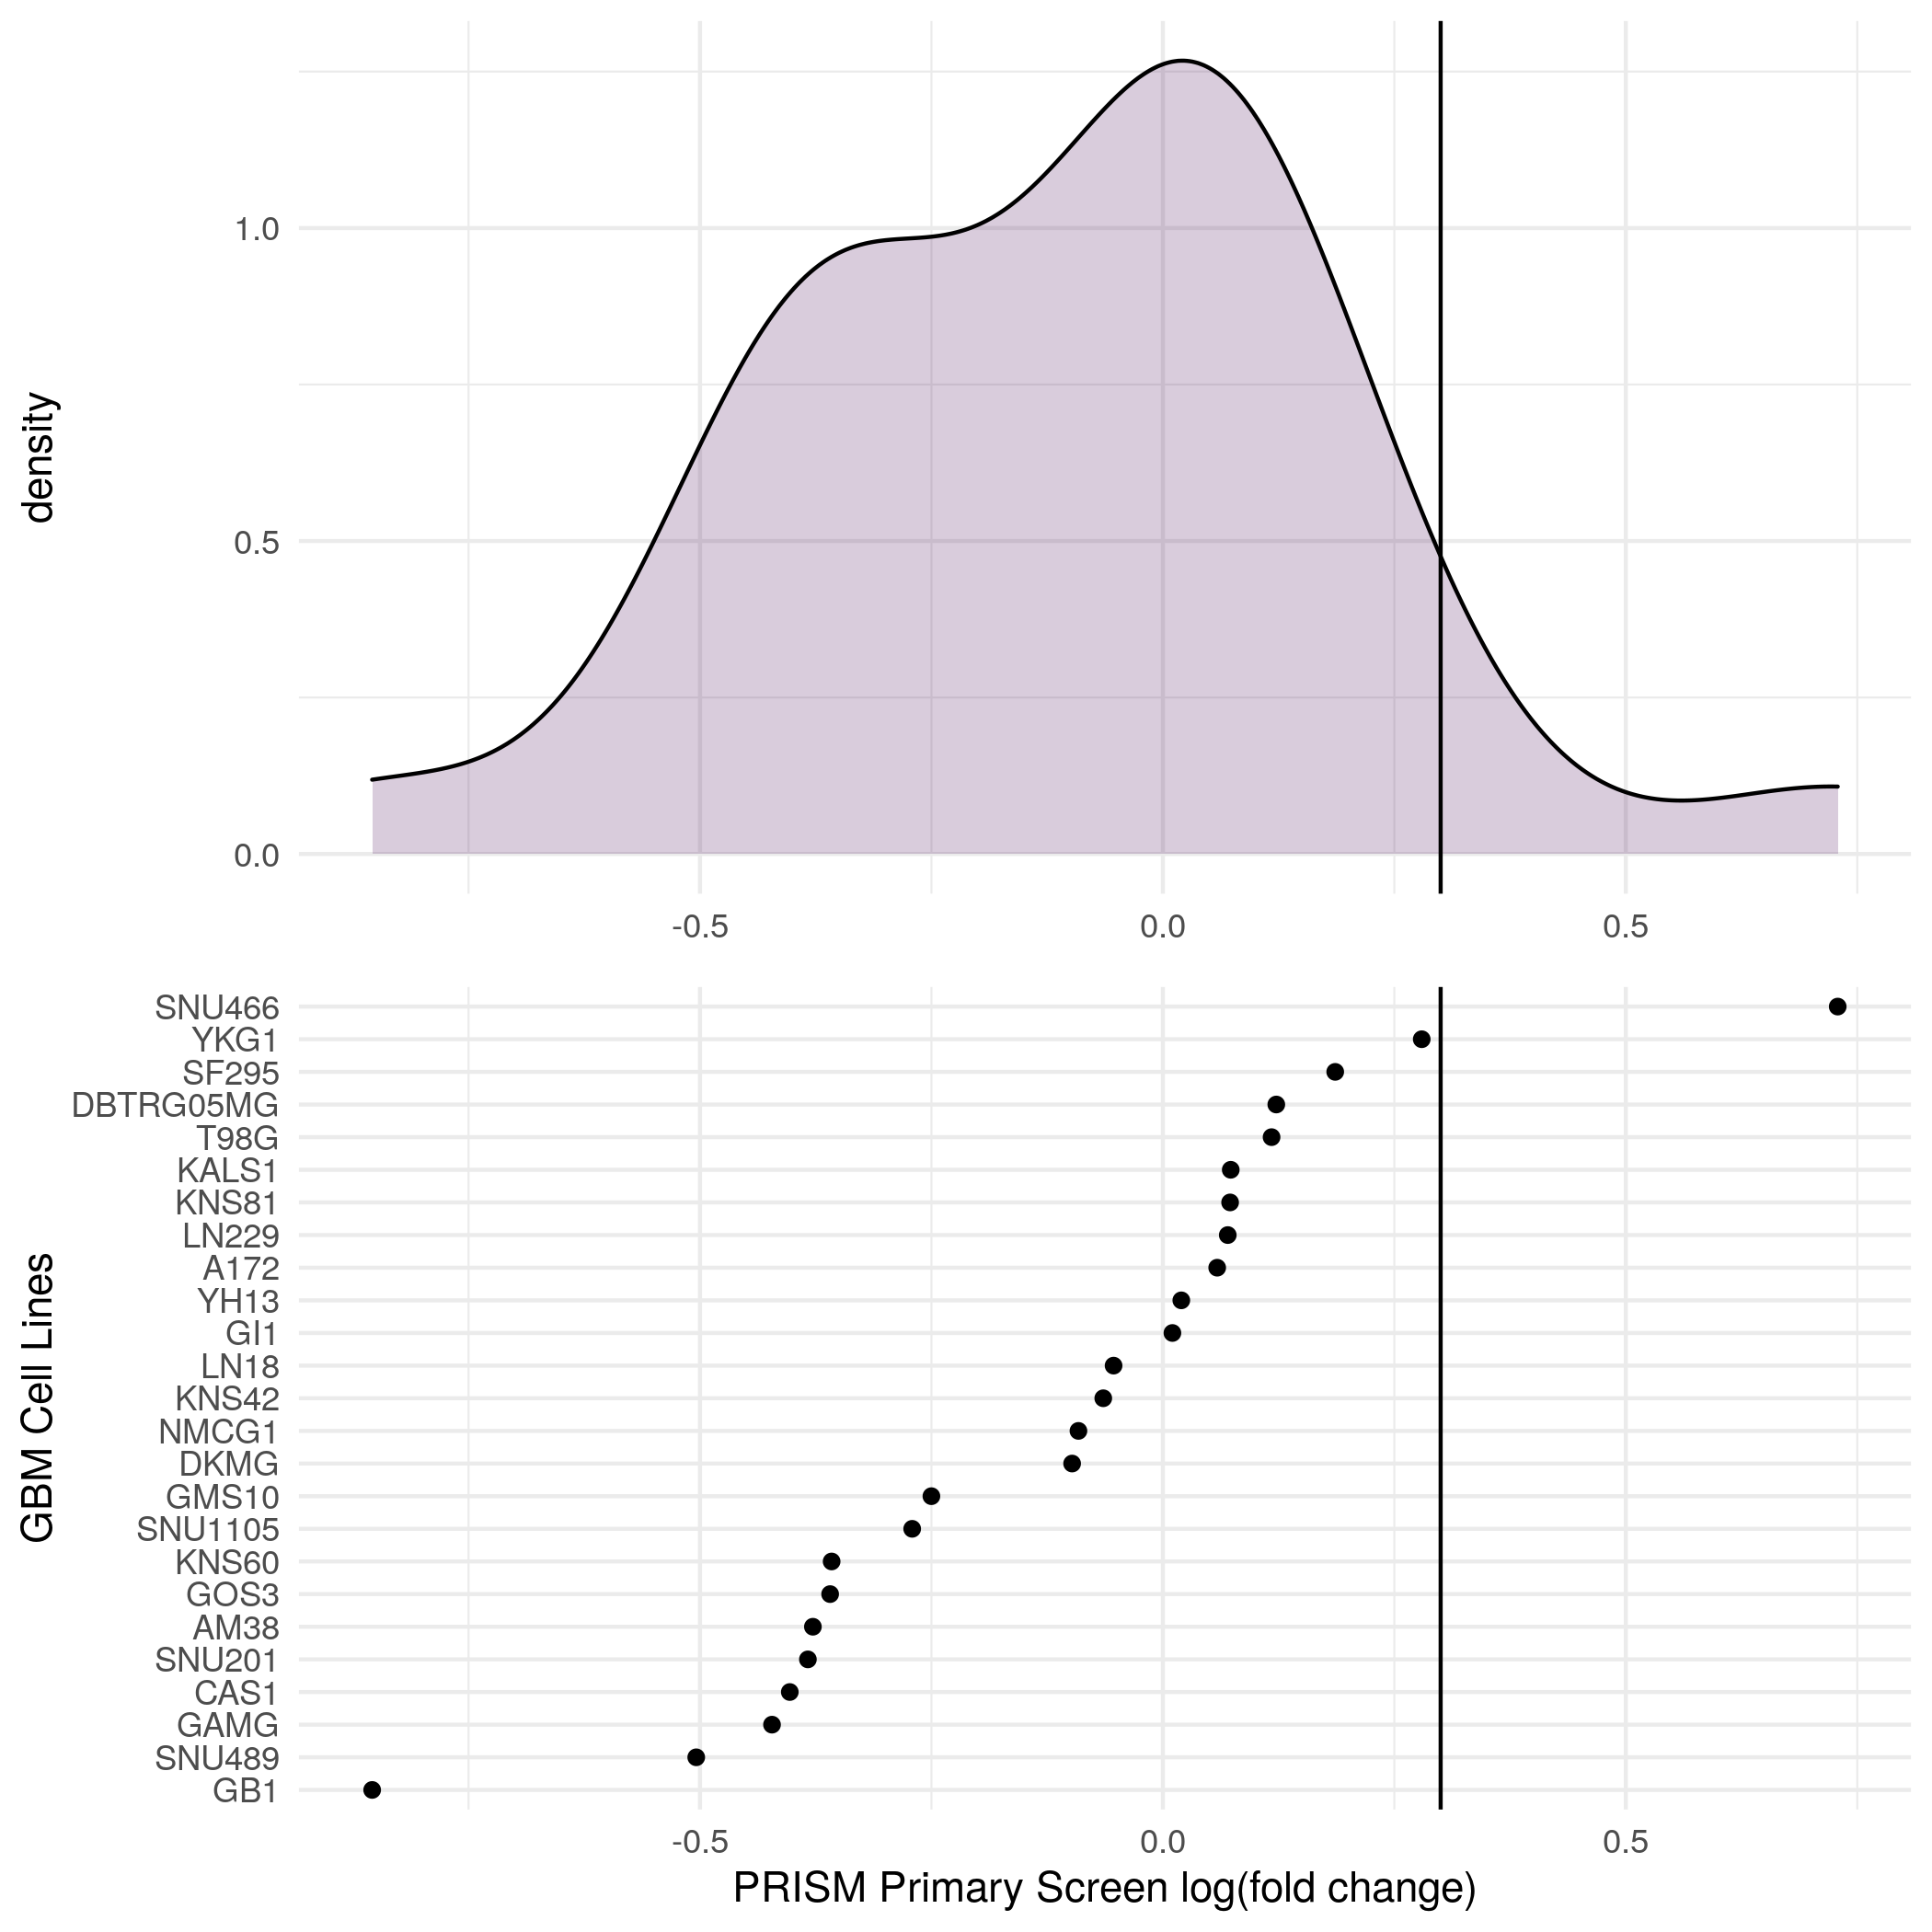 density
1.0
0.5
0.0
-0.5 0.0 0.5
GBM Cell Lines
SNU466
YKG1
SF295
DBTRG05MG
T98G
KALS1
KNS81
LN229
A172
YH13
GI1
LN18
KNS42
NMCG1
DKMG
GMS10
SNU1105
KNS60
GOS3
AM38
SNU201
CAS1
GAMG
SNU489
GB1
-0.5 0.0 0.5
PRISM Primary Screen log(fold change)